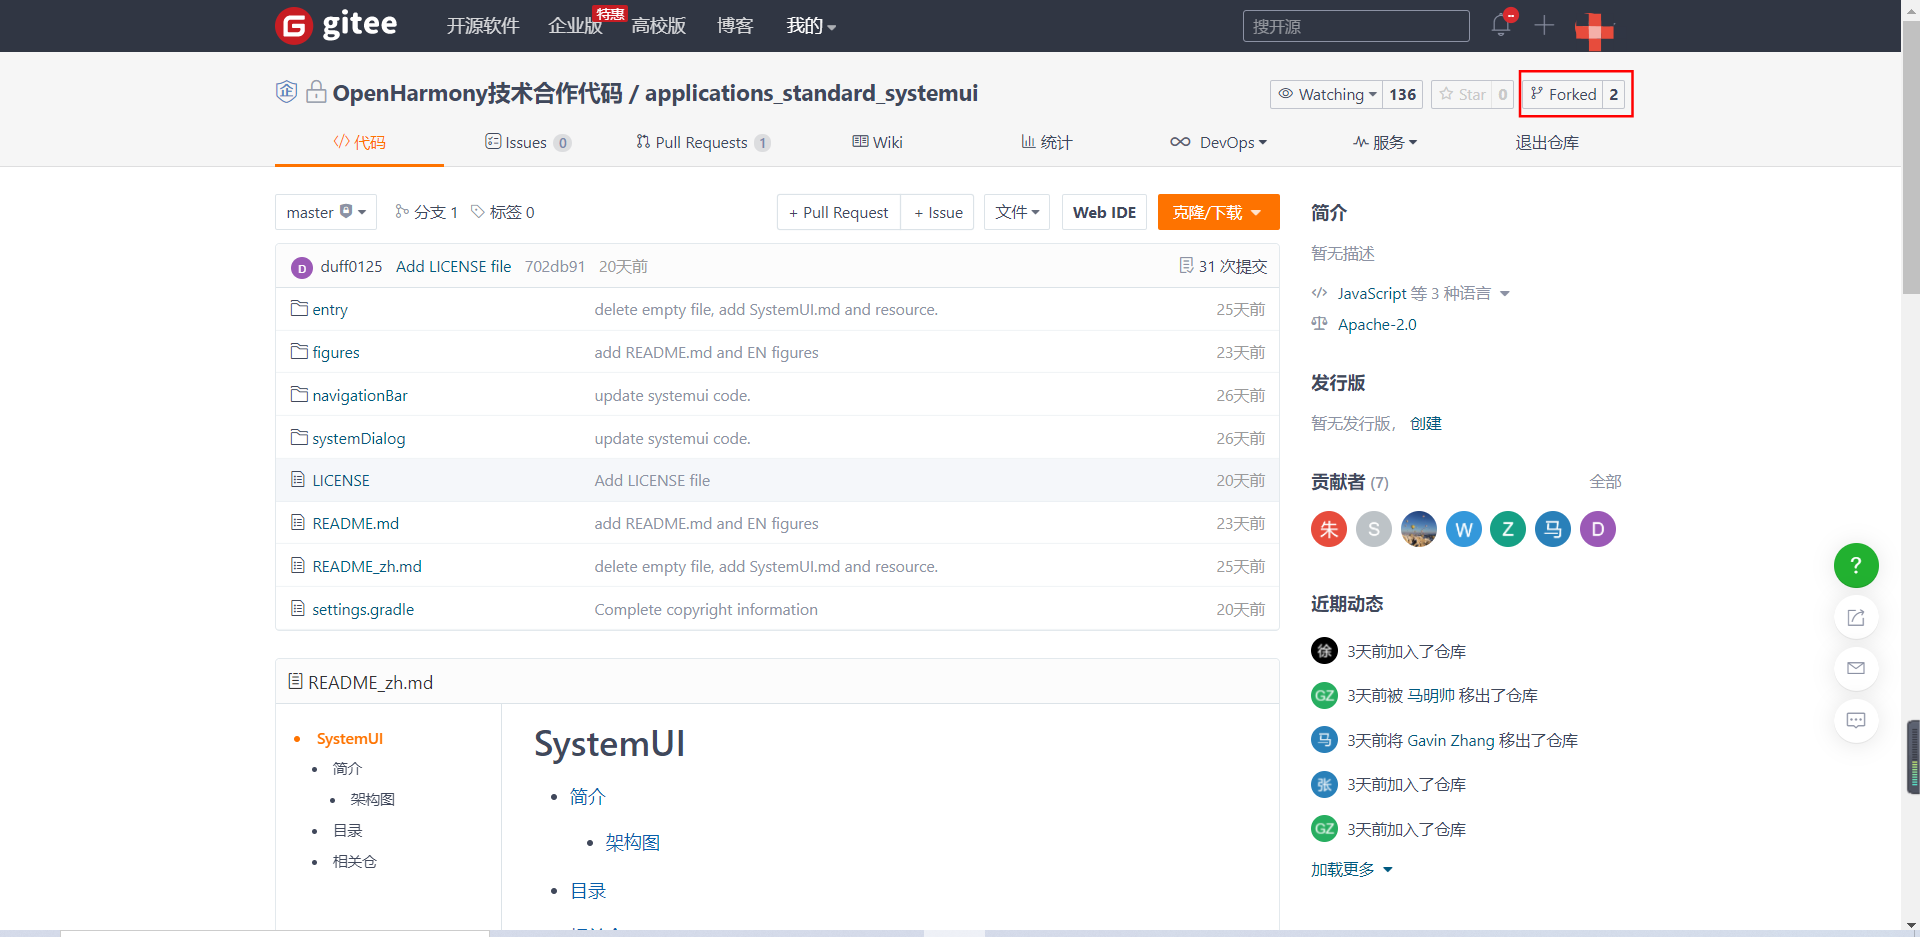 gitee
开源软件 企业版 特惠 高校版 博客 我的 搜开源
OpenHarmony技术合作代码 / applications_standard_systemui
Watching 136 Star 0 Forked 2
代码 Issues 0 Pull Requests 1 Wiki 统计 DevOps 服务 退出仓库
master 分支 1 标签 0
+ Pull Request + Issue 文件 Web IDE 克隆/下载
D duff0125 Add LICENSE file 702db91 20天前 31 次提交
entry delete empty file, add SystemUI.md and resource. 25天前
figures add README.md and EN figures 23天前
navigationBar update systemui code. 26天前
systemDialog update systemui code. 26天前
LICENSE Add LICENSE file 20天前
README.md add README.md and EN figures 23天前
README_zh.md delete empty file, add SystemUI.md and resource. 25天前
settings.gradle Complete copyright information 20天前
README_zh.md
SystemUI
简介
架构图
目录
相关仓
SystemUI
简介
架构图
目录
简介
暂无描述
JavaScript 等 3 种语言
Apache-2.0
发行版
暂无发行版， 创建
贡献者 (7) 全部
朱 S W Z 马 D
近期动态
徐 3天前加入了仓库
GZ 3天前被 马明帅 移出了仓库
马 3天前将 Gavin Zhang 移出了仓库
张 3天前加入了仓库
GZ 3天前加入了仓库
加载更多
?